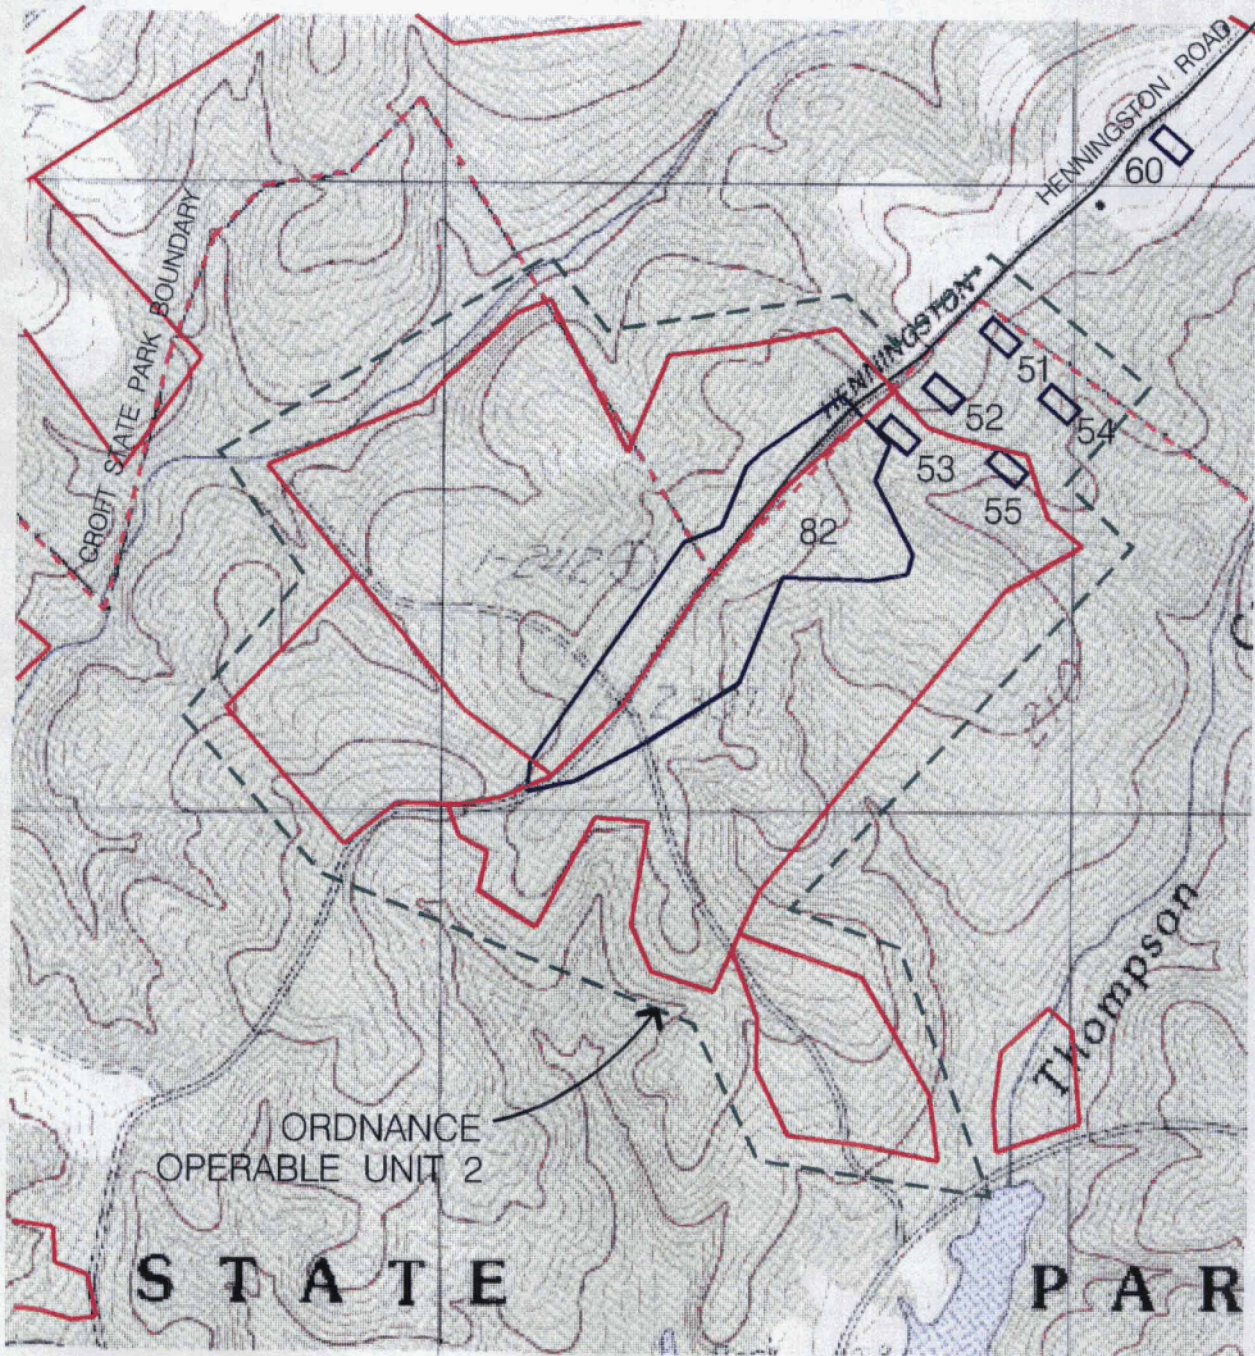 HENNINGSTON ROAD
60
CROFT STATE PARK BOUNDARY
HENNINGSTON
51
52
54
53
55
82
Thompson
ORDNANCE
OPERABLE UNIT 2
STATE PAR